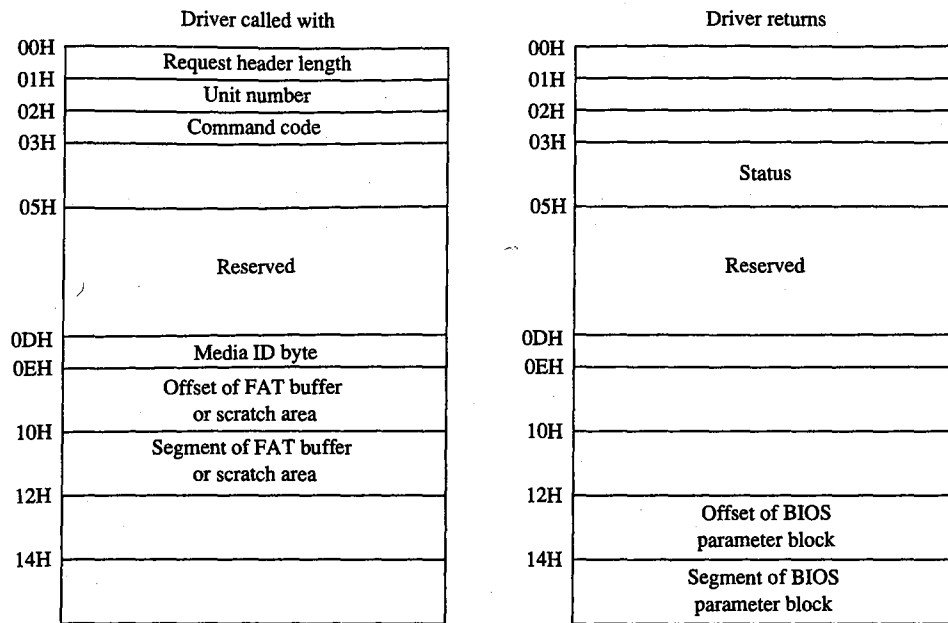 Driver called with
00H
Request header length
01H
Unit number
02H
Command code
03H
05H
Reserved
0DH
Media ID byte
0EH
Offset of FAT buffer
or scratch area
10H
Segment of FAT buffer
or scratch area
12H
14H
Driver returns
00H
01H
02H
03H
Status
05H
Reserved
0DH
0EH
10H
12H
Offset of BIOS
parameter block
14H
Segment of BIOS
parameter block